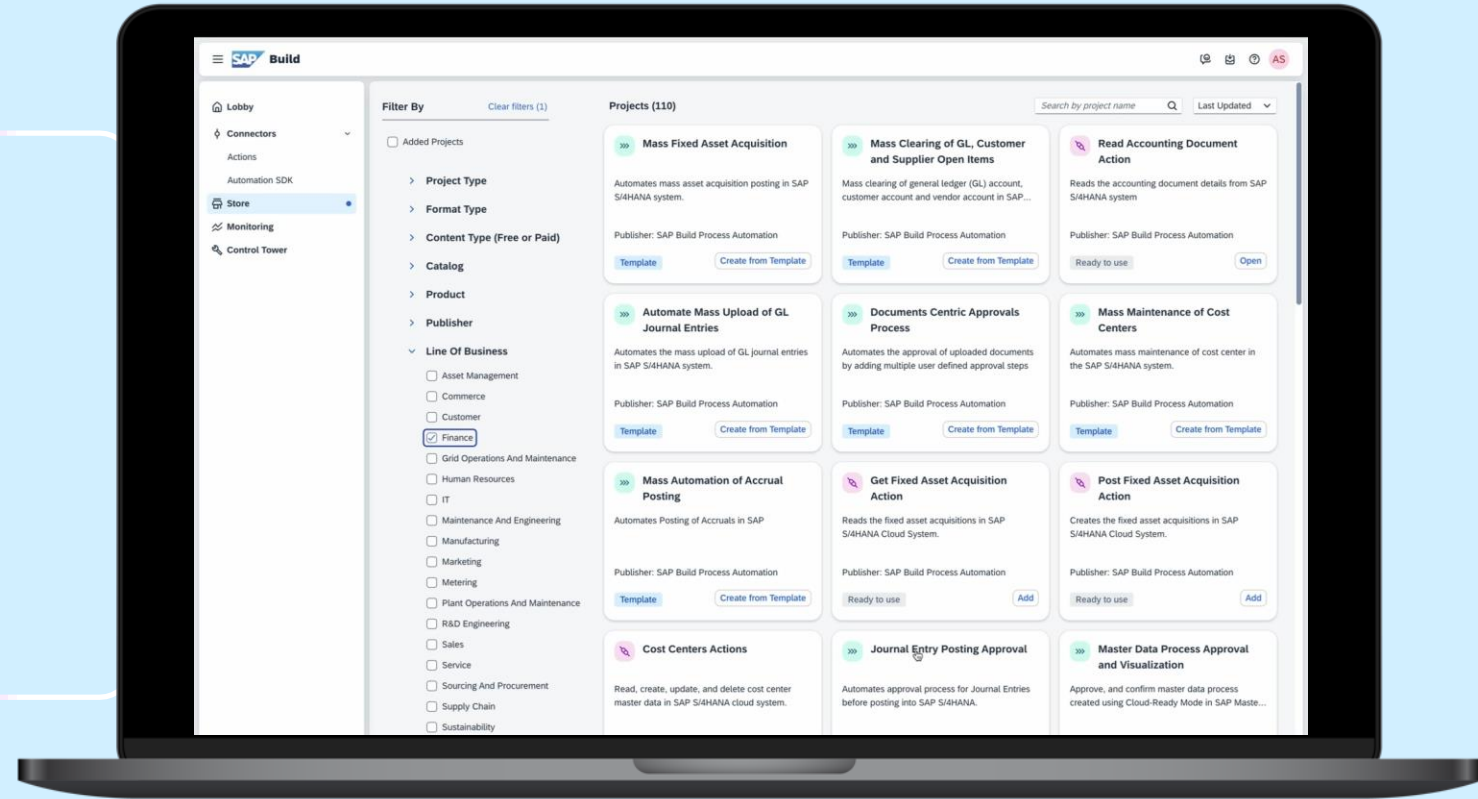 SAP Build
AS
Lobby
Connectors
Actions
Automation SDK
Store
Monitoring
Control Tower
Filter By
Clear filters (1)
Added Projects
Project Type
Format Type
Content Type (Free or Paid)
Catalog
Product
Publisher
Line Of Business
Asset Management
Commerce
Customer
Finance
Grid Operations And Maintenance
Human Resources
IT
Maintenance And Engineering
Manufacturing
Marketing
Metering
Plant Operations And Maintenance
R&D Engineering
Sales
Service
Sourcing And Procurement
Supply Chain
Sustainability
Projects (110)
Search by project name
Last Updated
Mass Fixed Asset Acquisition
Automates mass asset acquisition posting in SAP
S/4HANA system.
Publisher: SAP Build Process Automation
Template
Create from Template
Mass Clearing of GL, Customer
and Supplier Open Items
Mass clearing of general ledger (GL) account,
customer account and vendor account in SAP...
Publisher: SAP Build Process Automation
Template
Create from Template
Read Accounting Document
Action
Reads the accounting document details from SAP
S/4HANA system
Publisher: SAP Build Process Automation
Ready to use
Open
Automate Mass Upload of GL
Journal Entries
Automates the mass upload of GL journal entries
in SAP S/4HANA system.
Publisher: SAP Build Process Automation
Template
Create from Template
Documents Centric Approvals
Process
Automates the approval of uploaded documents
by adding multiple user defined approval steps
Publisher: SAP Build Process Automation
Template
Create from Template
Mass Maintenance of Cost
Centers
Automates mass maintenance of cost center in
the SAP S/4HANA system.
Publisher: SAP Build Process Automation
Template
Create from Template
Mass Automation of Accrual
Posting
Automates Posting of Accruals in SAP
Publisher: SAP Build Process Automation
Template
Create from Template
Get Fixed Asset Acquisition
Action
Reads the fixed asset acquisitions in SAP
S/4HANA Cloud System.
Publisher: SAP Build Process Automation
Ready to use
Add
Post Fixed Asset Acquisition
Action
Creates the fixed asset acquisitions in SAP
S/4HANA Cloud System.
Publisher: SAP Build Process Automation
Ready to use
Add
Cost Centers Actions
Read, create, update, and delete cost center
master data in SAP S/4HANA cloud system.
Journal Entry Posting Approval
Automates approval process for Journal Entries
before posting into SAP S/4HANA.
Master Data Process Approval
and Visualization
Approve, and confirm master data process
created using Cloud-Ready Mode in SAP Maste...